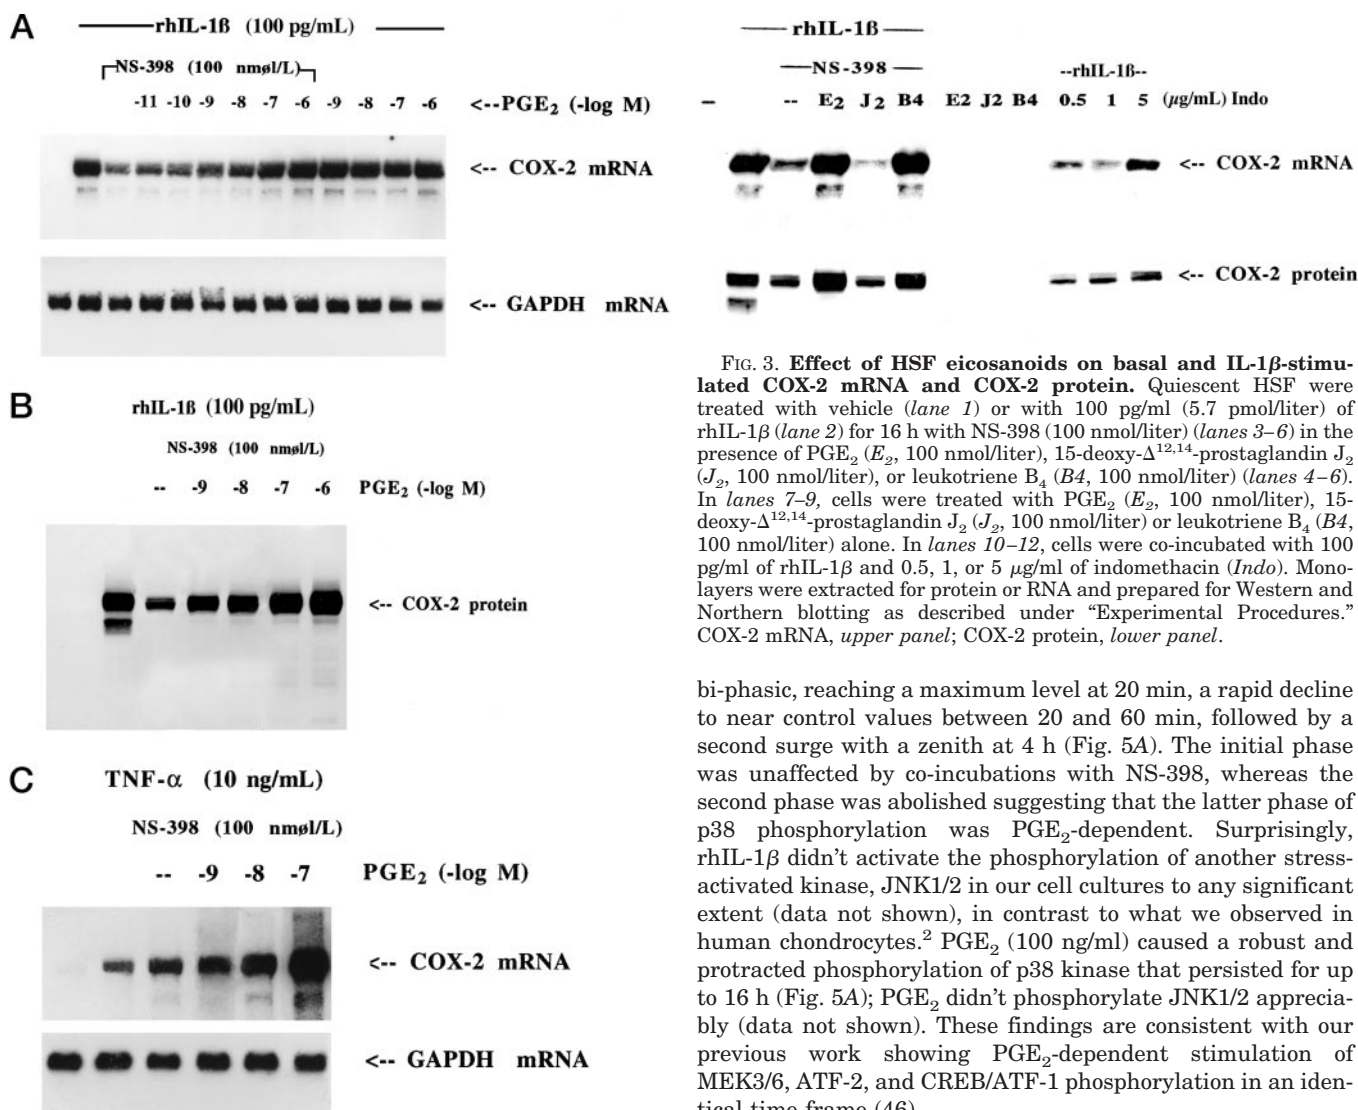 A
rhIL-1ß (100 pg/mL)
NS-398 (100 nmøl/L)
-11 -10 -9 -8 -7 -6 -9 -8 -7 -6 <--PGE₂ (-log M)
<-- COX-2 mRNA
<-- GAPDH mRNA
B
rhIL-1ß (100 pg/mL)
NS-398 (100 nmøl/L)
-- -9 -8 -7 -6 PGE₂ (-log M)
<-- COX-2 protein
C
TNF-α (10 ng/mL)
NS-398 (100 nmøl/L)
-- -9 -8 -7 PGE₂ (-log M)
<-- COX-2 mRNA
<-- GAPDH mRNA
rhIL-1ß
NS-398 --rhIL-1ß--
– -- E₂ J₂ B4 E2 J2 B4 0.5 1 5 (µg/mL) Indo
<-- COX-2 mRNA
<-- COX-2 protein
FIG. 3. Effect of HSF eicosanoids on basal and IL-1β-stimu-
lated COX-2 mRNA and COX-2 protein. Quiescent HSF were
treated with vehicle (lane 1) or with 100 pg/ml (5.7 pmol/liter) of
rhIL-1β (lane 2) for 16 h with NS-398 (100 nmol/liter) (lanes 3–6) in the
presence of PGE₂ (E₂, 100 nmol/liter), 15-deoxy-Δ¹²,¹⁴-prostaglandin J₂
(J₂, 100 nmol/liter), or leukotriene B₄ (B4, 100 nmol/liter) (lanes 4–6).
In lanes 7–9, cells were treated with PGE₂ (E₂, 100 nmol/liter), 15-
deoxy-Δ¹²,¹⁴-prostaglandin J₂ (J₂, 100 nmol/liter) or leukotriene B₄ (B4,
100 nmol/liter) alone. In lanes 10–12, cells were co-incubated with 100
pg/ml of rhIL-1β and 0.5, 1, or 5 µg/ml of indomethacin (Indo). Mono-
layers were extracted for protein or RNA and prepared for Western and
Northern blotting as described under “Experimental Procedures.”
COX-2 mRNA, upper panel; COX-2 protein, lower panel.
bi-phasic, reaching a maximum level at 20 min, a rapid decline
to near control values between 20 and 60 min, followed by a
second surge with a zenith at 4 h (Fig. 5A). The initial phase
was unaffected by co-incubations with NS-398, whereas the
second phase was abolished suggesting that the latter phase of
p38 phosphorylation was PGE₂-dependent. Surprisingly,
rhIL-1β didn’t activate the phosphorylation of another stress-
activated kinase, JNK1/2 in our cell cultures to any significant
extent (data not shown), in contrast to what we observed in
human chondrocytes.² PGE₂ (100 ng/ml) caused a robust and
protracted phosphorylation of p38 kinase that persisted for up
to 16 h (Fig. 5A); PGE₂ didn’t phosphorylate JNK1/2 apprecia-
bly (data not shown). These findings are consistent with our
previous work showing PGE₂-dependent stimulation of
MEK3/6, ATF-2, and CREB/ATF-1 phosphorylation in an iden-
tical time frame (46)